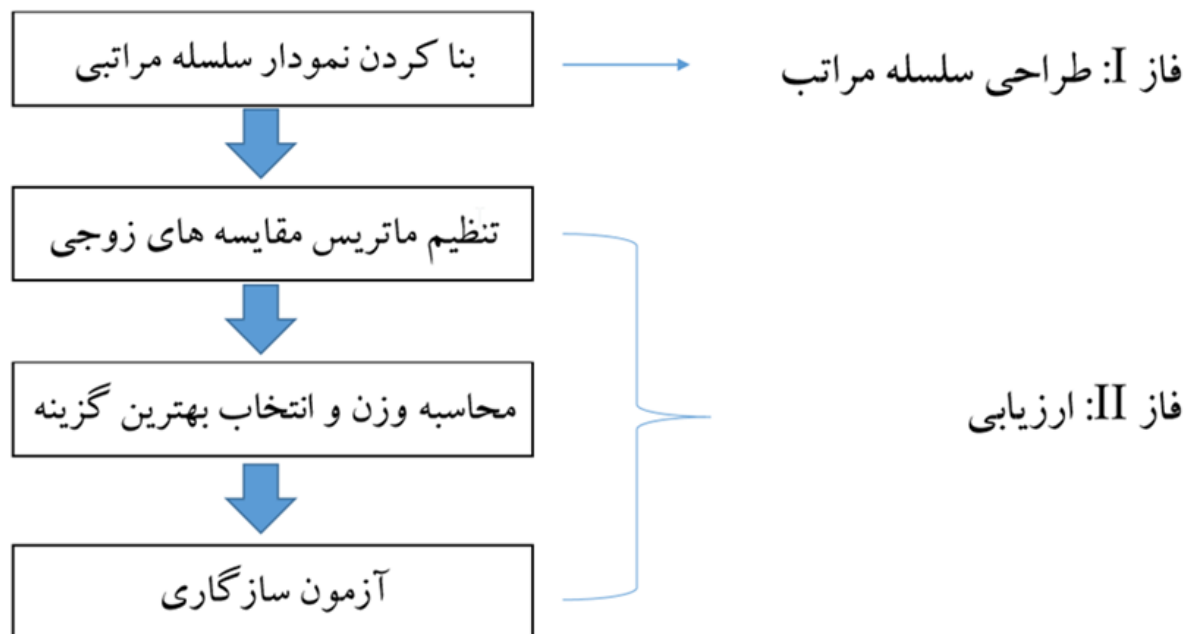 بنا کردن نمودار سلسله مراتبی
فاز I: طراحی سلسله مراتب
تنظیم ماتریس مقایسه های زوجی
محاسبه وزن و انتخاب بهترین گزینه
فاز II: ارزیابی
آزمون سازگاری